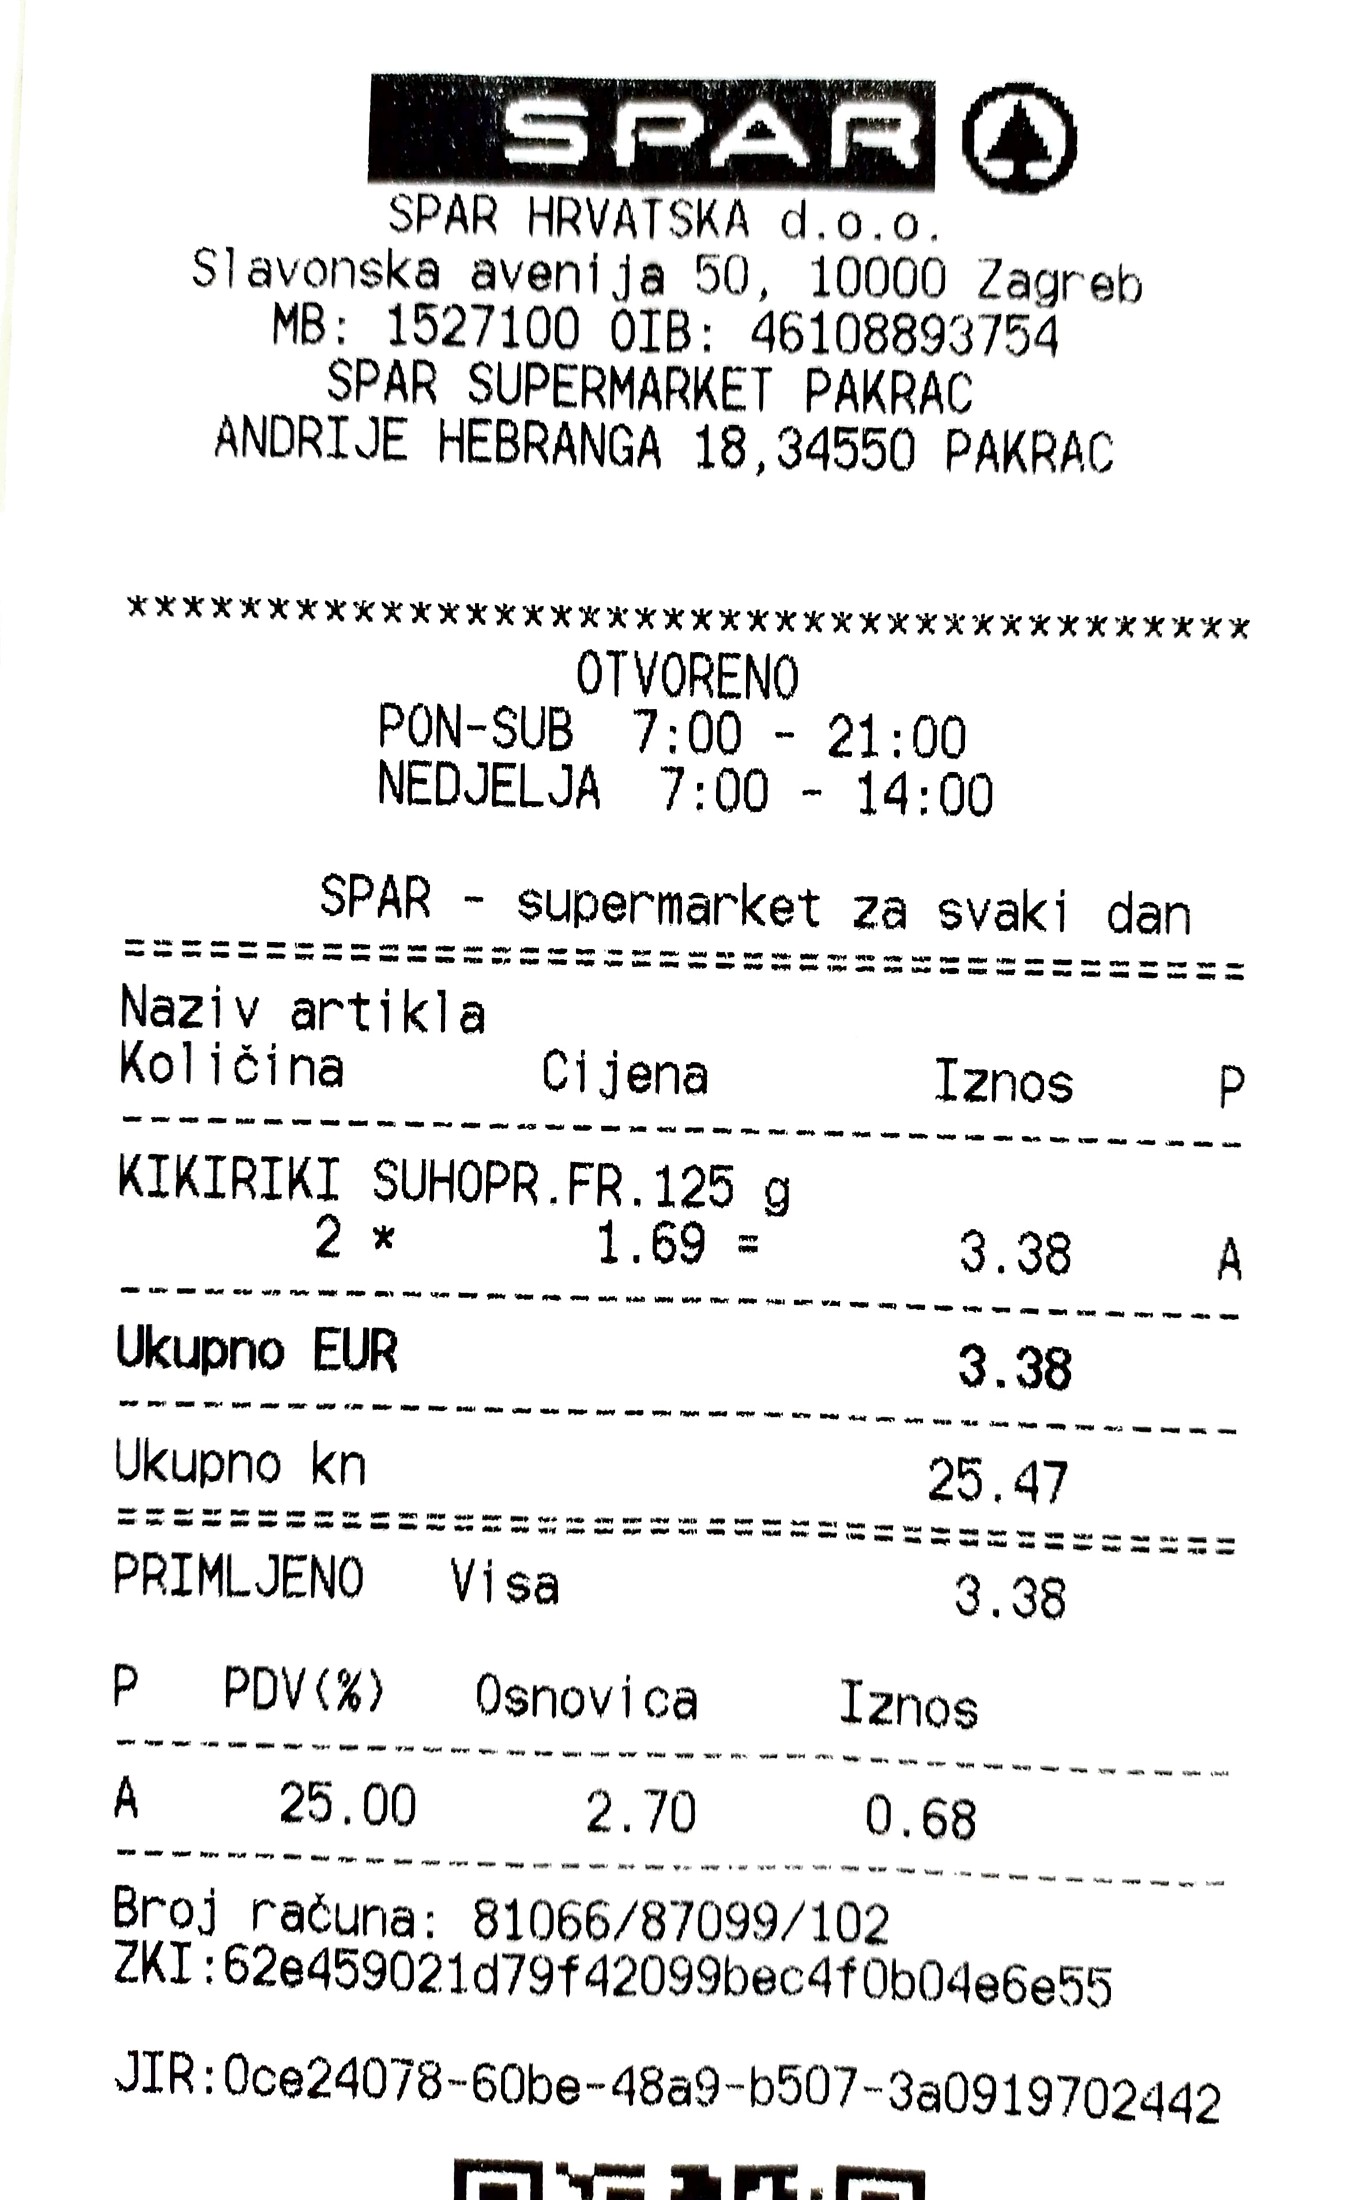 SPAR
SPAR HRVATSKA d.o.o.
Slavonska avenija 50, 10000 Zagreb
MB: 1527100 OIB: 46108893754
SPAR SUPERMARKET PAKRAC
ANDRIJE HEBRANGA 18,34550 PAKRAC
****************************************
OTVORENO
PON-SUB 7:00 - 21:00
NEDJELJA 7:00 - 14:00
SPAR - supermarket za svaki dan
========================================
Naziv artikla
Količina Cijena Iznos P
----------------------------------------
KIKIRIKI SUHOPR.FR.125 g
2 * 1.69 = 3.38 A
----------------------------------------
Ukupno EUR 3.38
----------------------------------------
Ukupno kn 25.47
========================================
PRIMLJENO Visa 3.38
P PDV(%) Osnovica Iznos
----------------------------------------
A 25.00 2.70 0.68
----------------------------------------
Broj računa: 81066/87099/102
ZKI:62e459021d79f42099bec4f0b04e6e55
JIR:0ce24078-60be-48a9-b507-3a0919702442